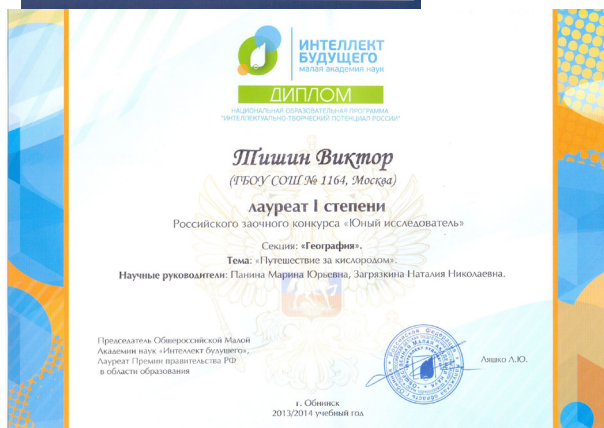 ИНТЕЛЛЕКТ
БУДУЩЕГО
малая академия наук
ДИПЛОМ
НАЦИОНАЛЬНАЯ ОБРАЗОВАТЕЛЬНАЯ ПРОГРАММА
"ИНТЕЛЛЕКТУАЛЬНО-ТВОРЧЕСКИЙ ПОТЕНЦИАЛ РОССИИ"
Тишин Виктор
(ГБОУ СОШ № 1164, Москва)
лауреат I степени
Российского заочного конкурса «Юный исследователь»
Секция: «География».
Тема: «Путешествие за кислородом».
Научные руководители: Панина Марина Юрьевна, Загрязкина Наталия Николаевна.
Председатель Общероссийской Малой
Академии наук «Интеллект будущего»,
Лауреат Премии правительства РФ
в области образования
Ляшко Л.Ю.
г. Обнинск
2013/2014 учебный год